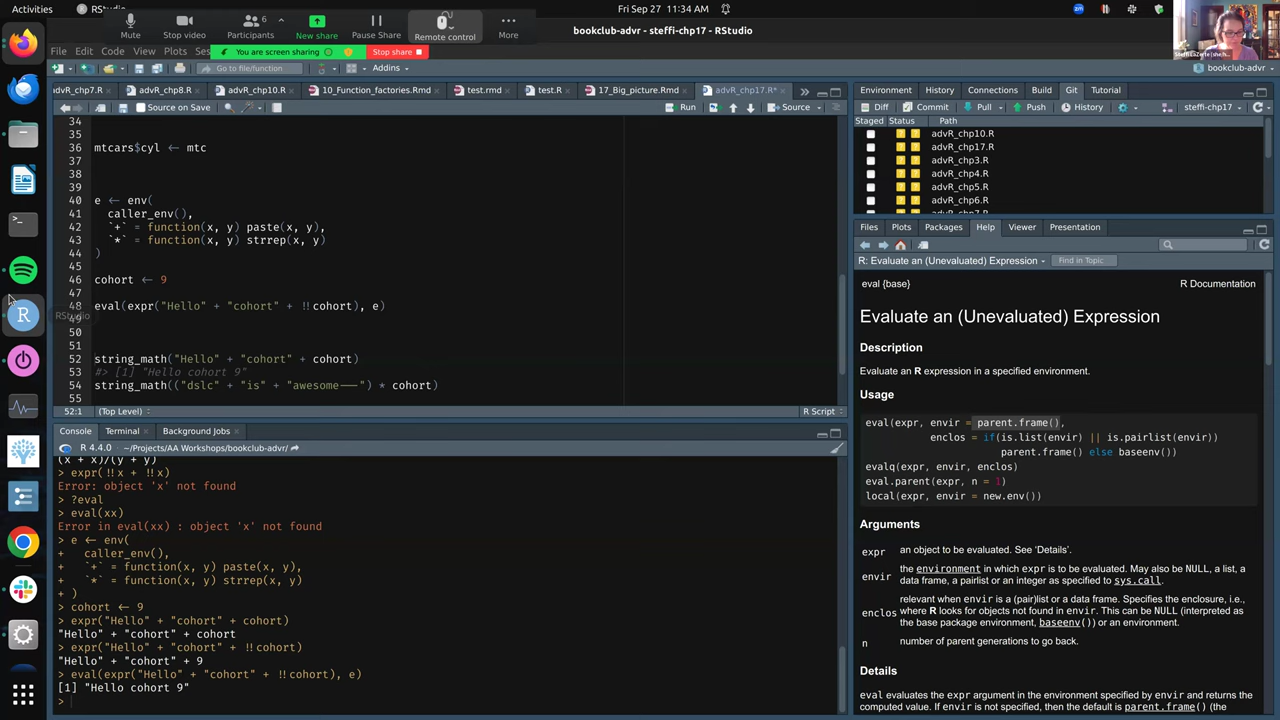 Activities
Fri Sep 27 11:34 AM
Mute
Stop video
6
Participants
New share
Pause Share
Remote control
More
bookclub-advr - steffi-chp17 - RStudio
File Edit Code View Plots
You are screen sharing
Stop share
Go to file/function
Addins
bookclub-advr
advR_chp7.R
advR_chp8.R
advR_chp10.R
10_Function_factories.Rmd
test.rmd
test.R
17_Big_picture.Rmd
advR_chp17.R*
Source on Save
Run
Source
34
35
36 mtcars$cyl ← mtc
37
38
39
40 e ← env(
41 caller_env(),
42 `+` = function(x, y) paste(x, y),
43 `*` = function(x, y) strrep(x, y)
44 )
45
46 cohort ← 9
47
48 eval(expr("Hello" + "cohort" + !!cohort), e)
49
RStudio
50
51
52 string_math("Hello" + "cohort" + cohort)
53 #> [1] "Hello cohort 9"
54 string_math(("dslc" + "is" + "awesome---") * cohort)
55
52:1
(Top Level)
R Script
Console
Terminal
Background Jobs
R 4.4.0 · ~/Projects/AA Workshops/bookclub-advr/
(x + x)/(y + y)
> expr(!!x + !!x)
Error: object 'x' not found
> ?eval
> eval(xx)
Error in eval(xx) : object 'x' not found
> e ← env(
+ caller_env(),
+ `+` = function(x, y) paste(x, y),
+ `*` = function(x, y) strrep(x, y)
+ )
> cohort ← 9
> expr("Hello" + "cohort" + cohort)
"Hello" + "cohort" + cohort
> expr("Hello" + "cohort" + !!cohort)
"Hello" + "cohort" + 9
> eval(expr("Hello" + "cohort" + !!cohort), e)
[1] "Hello cohort 9"
>
Environment
History
Connections
Build
Git
Tutorial
Diff
Commit
Pull
Push
History
steffi-chp17
Staged Status Path
advR_chp10.R
advR_chp17.R
advR_chp3.R
advR_chp4.R
advR_chp5.R
advR_chp6.R
advR_chp7.R
Files
Plots
Packages
Help
Viewer
Presentation
R: Evaluate an (Unevaluated) Expression
Find in Topic
eval {base}
R Documentation
Evaluate an (Unevaluated) Expression
Description
Evaluate an R expression in a specified environment.
Usage
eval(expr, envir = parent.frame(),
enclos = if(is.list(envir) || is.pairlist(envir))
parent.frame() else baseenv())
evalq(expr, envir, enclos)
eval.parent(expr, n = 1)
local(expr, envir = new.env())
Arguments
expr an object to be evaluated. See 'Details'.
envir the environment in which expr is to be evaluated. May also be NULL, a list, a
data frame, a pairlist or an integer as specified to sys.call.
enclos relevant when envir is a (pair)list or a data frame. Specifies the enclosure, i.e.,
where R looks for objects not found in envir. This can be NULL (interpreted as
the base package environment, baseenv()) or an environment.
n number of parent generations to go back.
Details
eval evaluates the expr argument in the environment specified by envir and returns the
computed value. If envir is not specified, then the default is parent.frame() (the